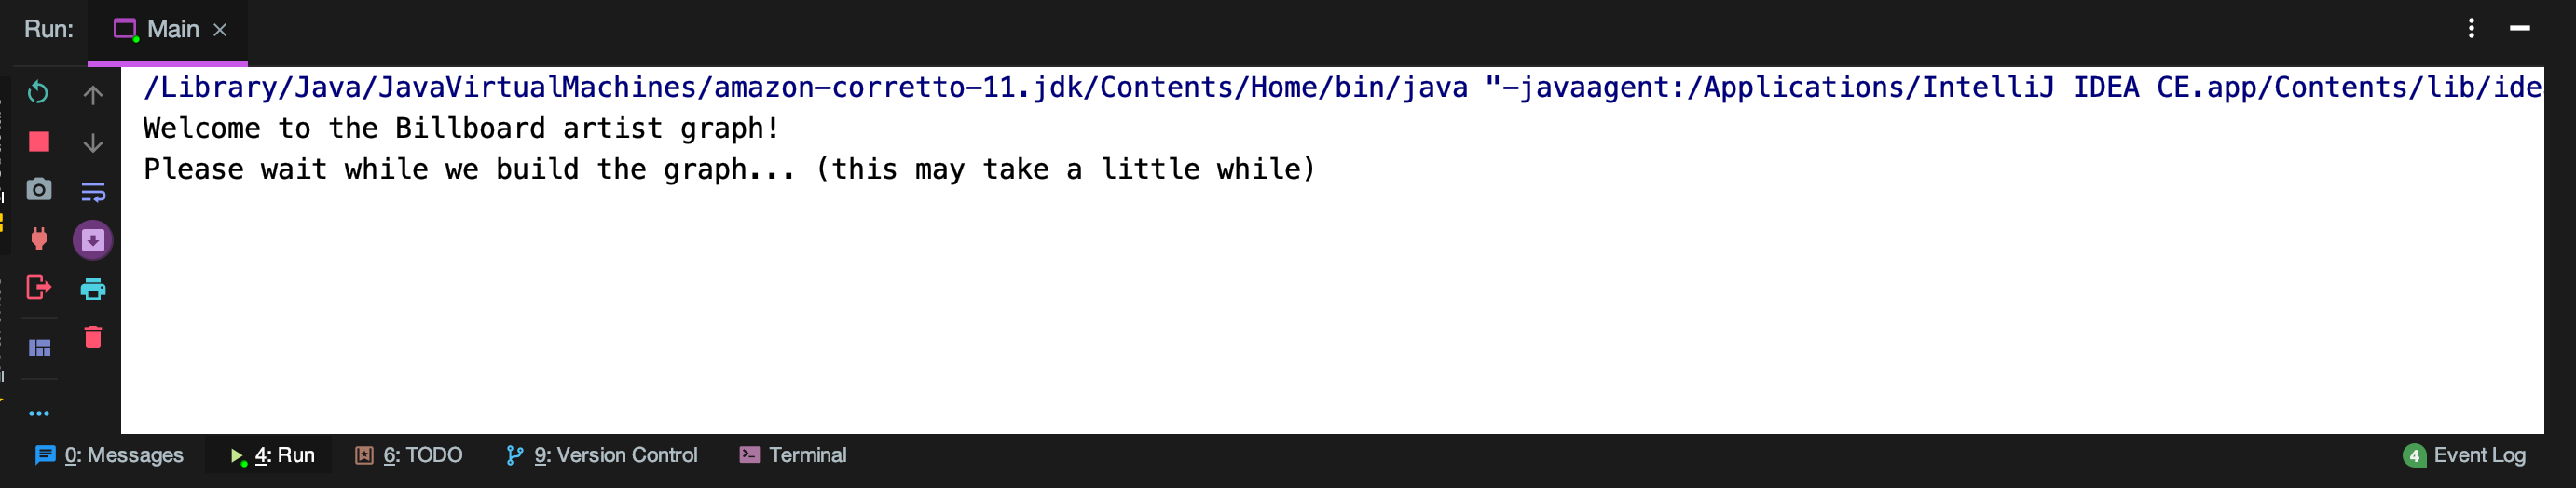 Run: Main
/Library/Java/JavaVirtualMachines/amazon-corretto-11.jdk/Contents/Home/bin/java "-javaagent:/Applications/IntelliJ IDEA CE.app/Contents/lib/ide
Welcome to the Billboard artist graph!
Please wait while we build the graph... (this may take a little while)
0: Messages 4: Run 6: TODO 9: Version Control Terminal 4 Event Log